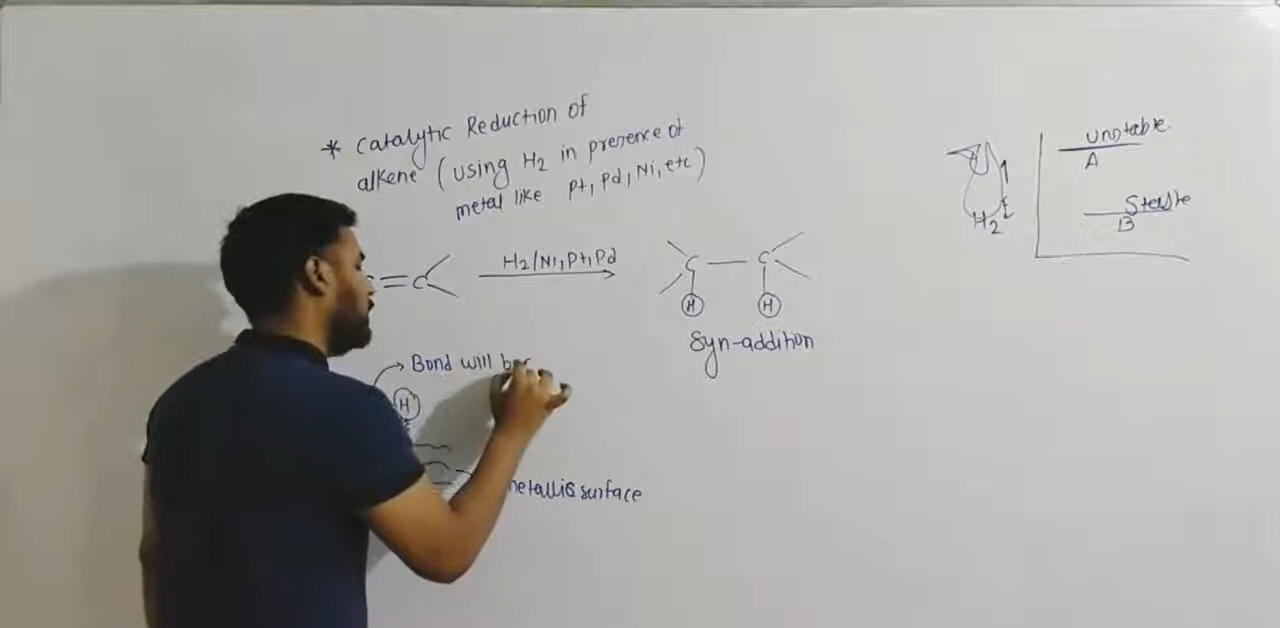 * Catalytic Reduction of
alkene (using H2 in presence of
metal like Pt, Pd, Ni, etc)
=C
H2/Ni,Pt,Pd
C — C
H H
Syn-addition
→ Bond will
H
metallic surface
H2
unstable
A
B